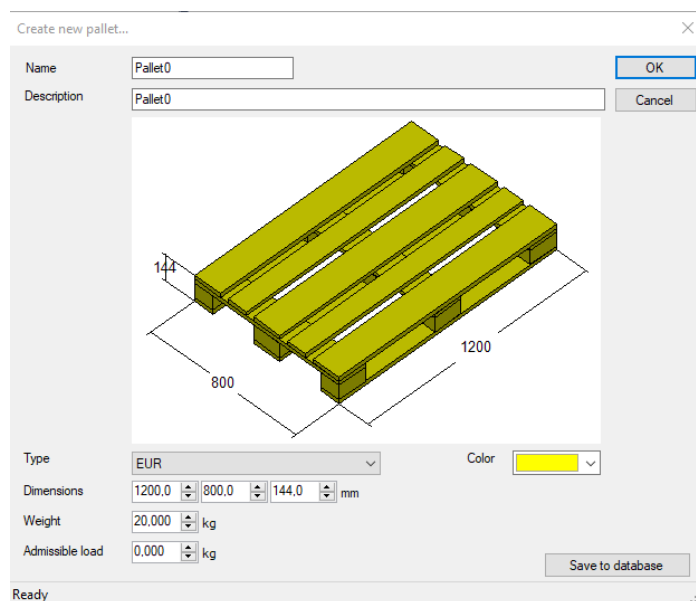 Create new pallet...
Name Pallet0 OK
Description Pallet0 Cancel
144
800
1200
Type EUR Color
Dimensions 1200,0 800,0 144,0 mm
Weight 20,000 kg
Admissible load 0,000 kg
Save to database
Ready